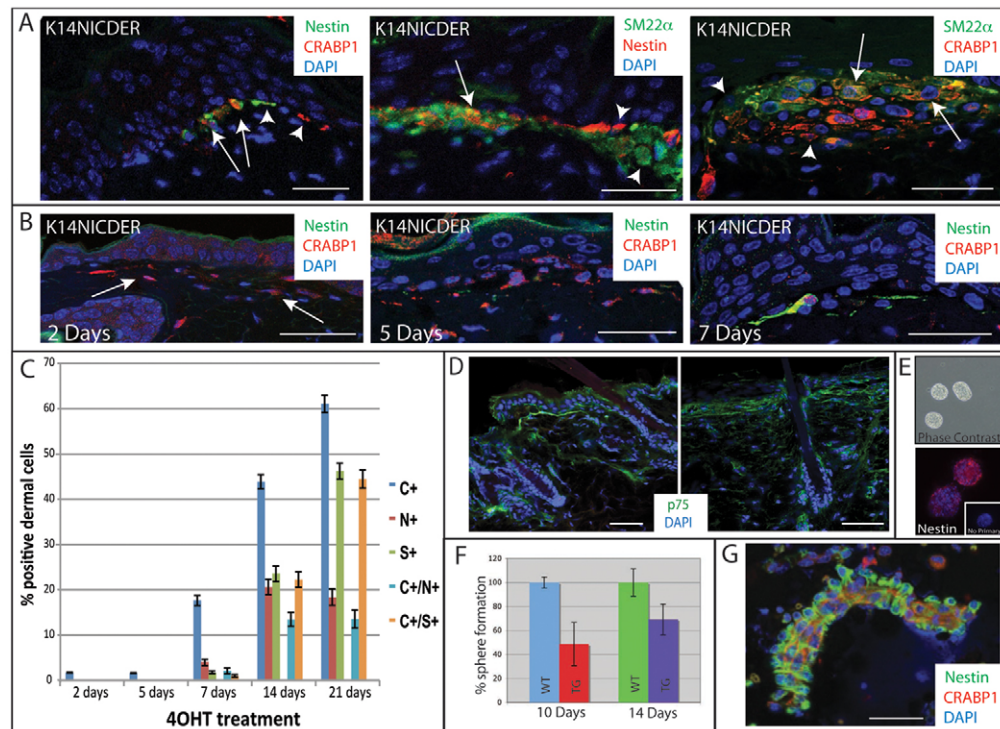 A
K14NICDER
Nestin
CRABP1
DAPI
K14NICDER
SM22α
Nestin
DAPI
K14NICDER
SM22α
CRABP1
DAPI
B
K14NICDER
Nestin
CRABP1
DAPI
2 Days
K14NICDER
Nestin
CRABP1
DAPI
5 Days
K14NICDER
Nestin
CRABP1
DAPI
7 Days
C
% positive dermal cells
70
60
50
40
30
20
10
0
2 days
5 days
7 days
14 days
21 days
4OHT treatment
C+
N+
S+
C+/N+
C+/S+
D
p75
DAPI
E
Phase Contrast
Nestin
No Primary
F
% sphere formation
120
100
80
60
40
20
0
WT
TG
WT
TG
10 Days
14 Days
G
Nestin
CRABP1
DAPI